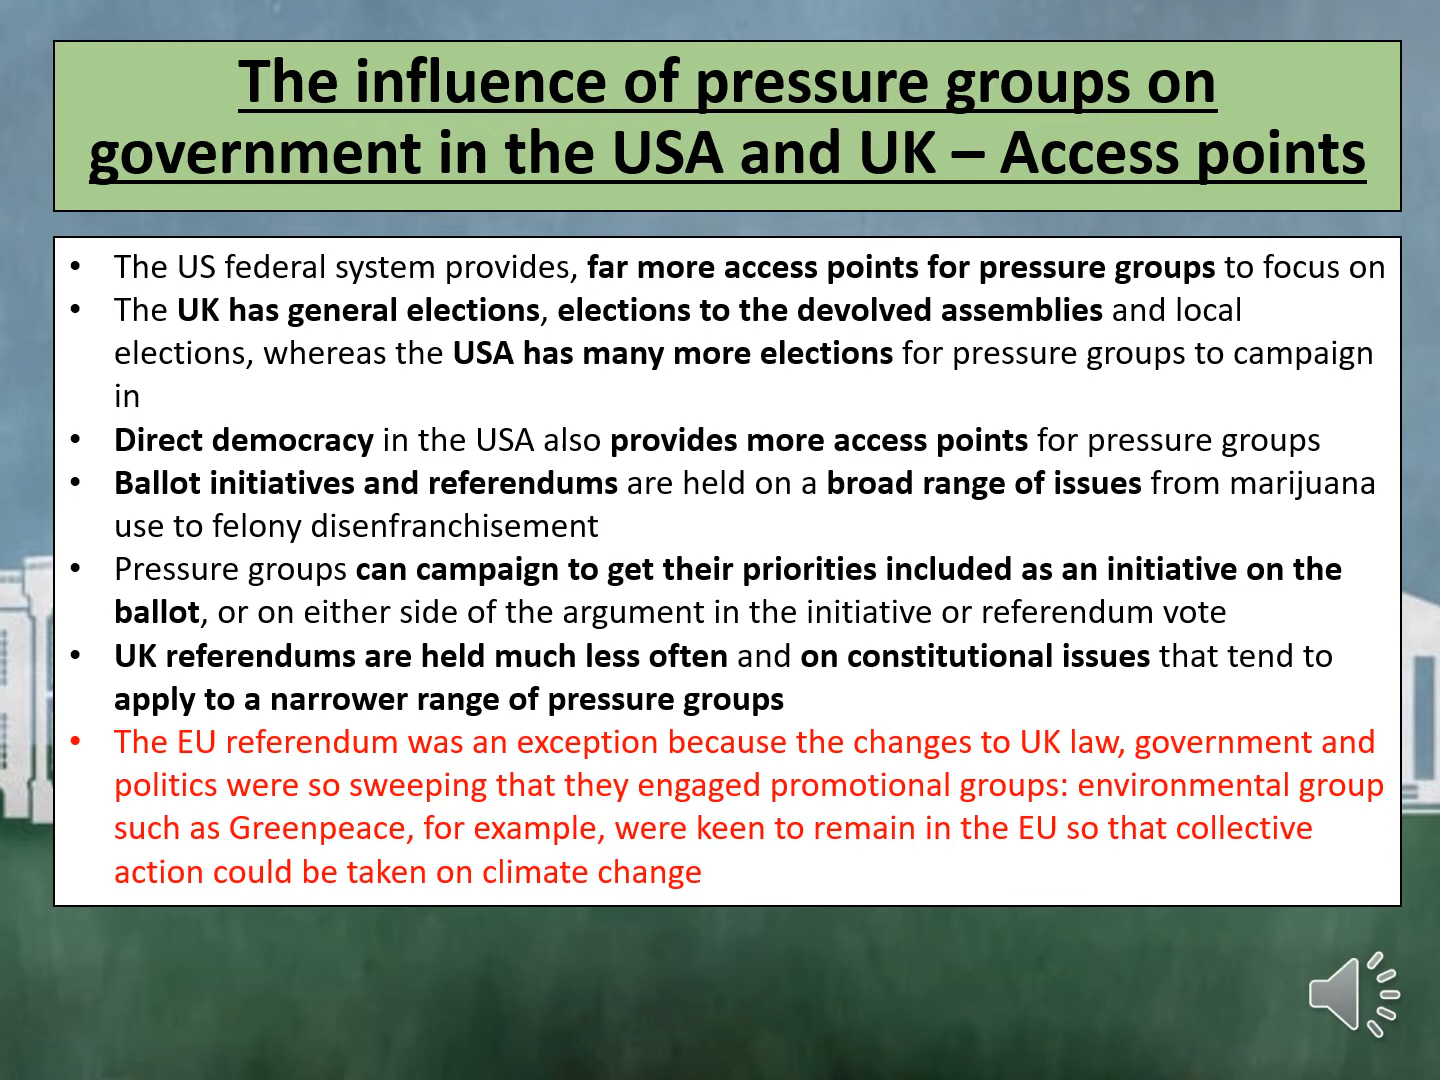 The influence of pressure groups on
government in the USA and UK – Access points
• The US federal system provides, far more access points for pressure groups to focus on
• The UK has general elections, elections to the devolved assemblies and local
elections, whereas the USA has many more elections for pressure groups to campaign
in
• Direct democracy in the USA also provides more access points for pressure groups
• Ballot initiatives and referendums are held on a broad range of issues from marijuana
use to felony disenfranchisement
• Pressure groups can campaign to get their priorities included as an initiative on the
ballot, or on either side of the argument in the initiative or referendum vote
• UK referendums are held much less often and on constitutional issues that tend to
apply to a narrower range of pressure groups
• The EU referendum was an exception because the changes to UK law, government and
politics were so sweeping that they engaged promotional groups: environmental group
such as Greenpeace, for example, were keen to remain in the EU so that collective
action could be taken on climate change